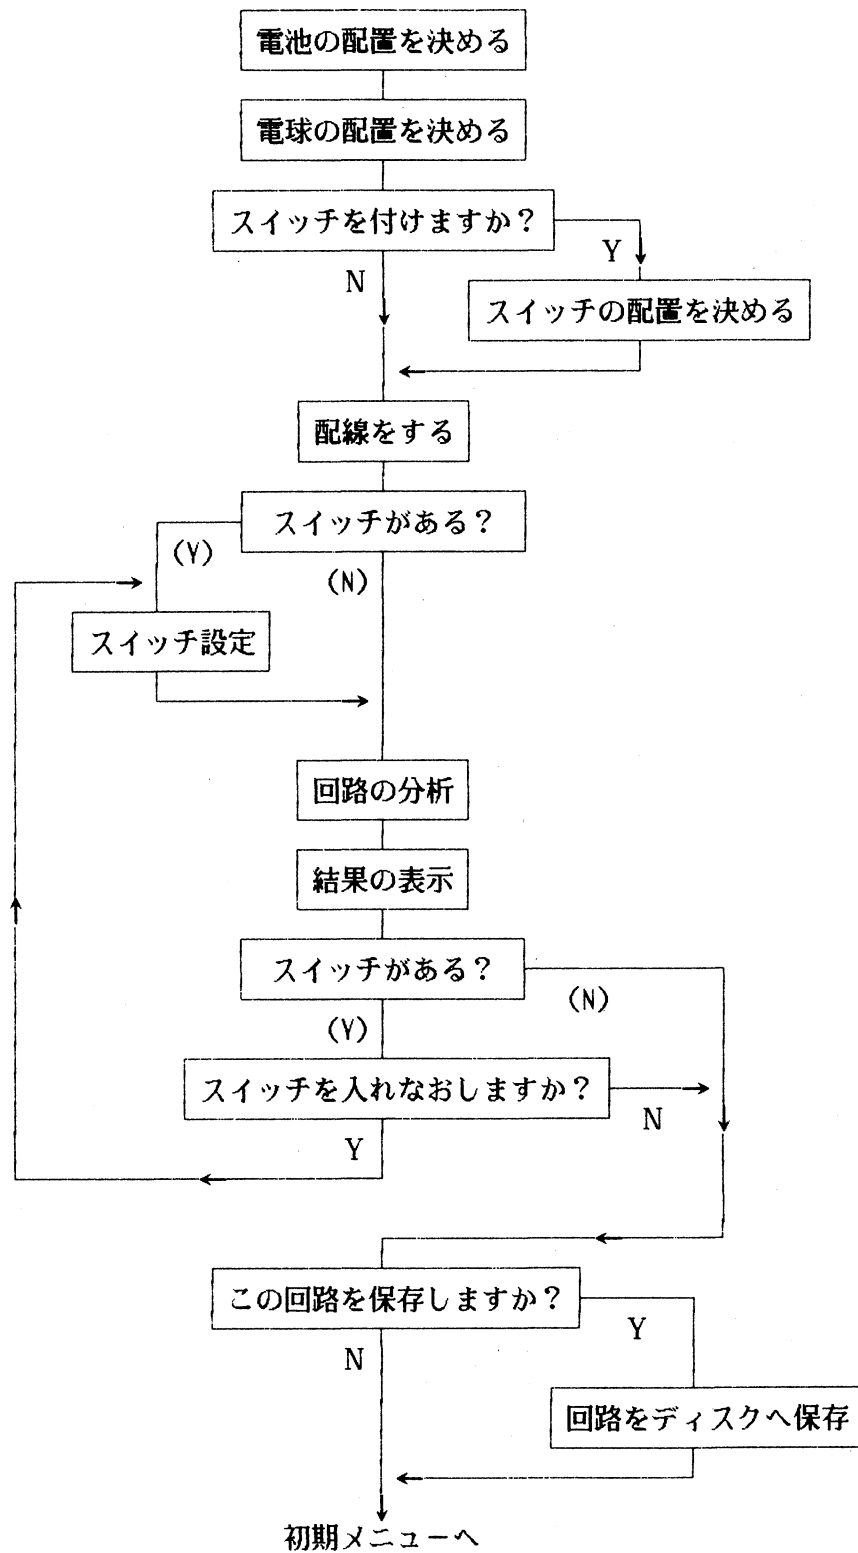 電池の配置を決める
電球の配置を決める
スイッチを付けますか？
Y
N
スイッチの配置を決める
配線をする
スイッチがある？
(Y)
(N)
スイッチ設定
回路の分析
結果の表示
スイッチがある？
(N)
(Y)
スイッチを入れなおしますか？
N
Y
この回路を保存しますか？
Y
N
回路をディスクへ保存
初期メニューへ